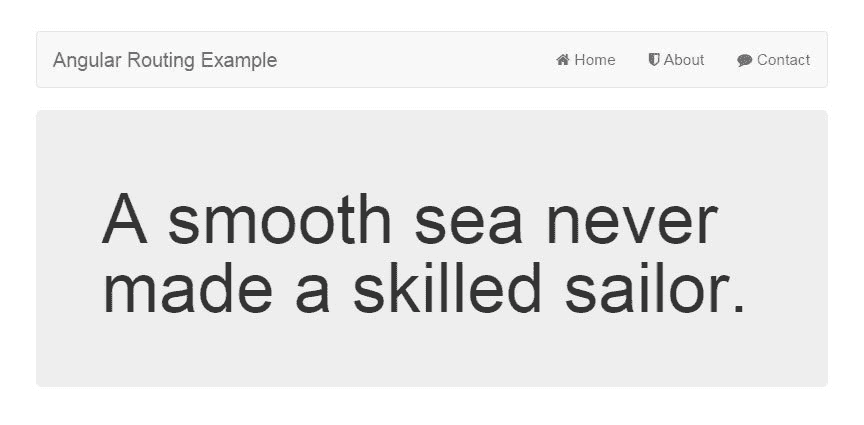 Angular Routing Example Home About Contact
A smooth sea never
made a skilled sailor.